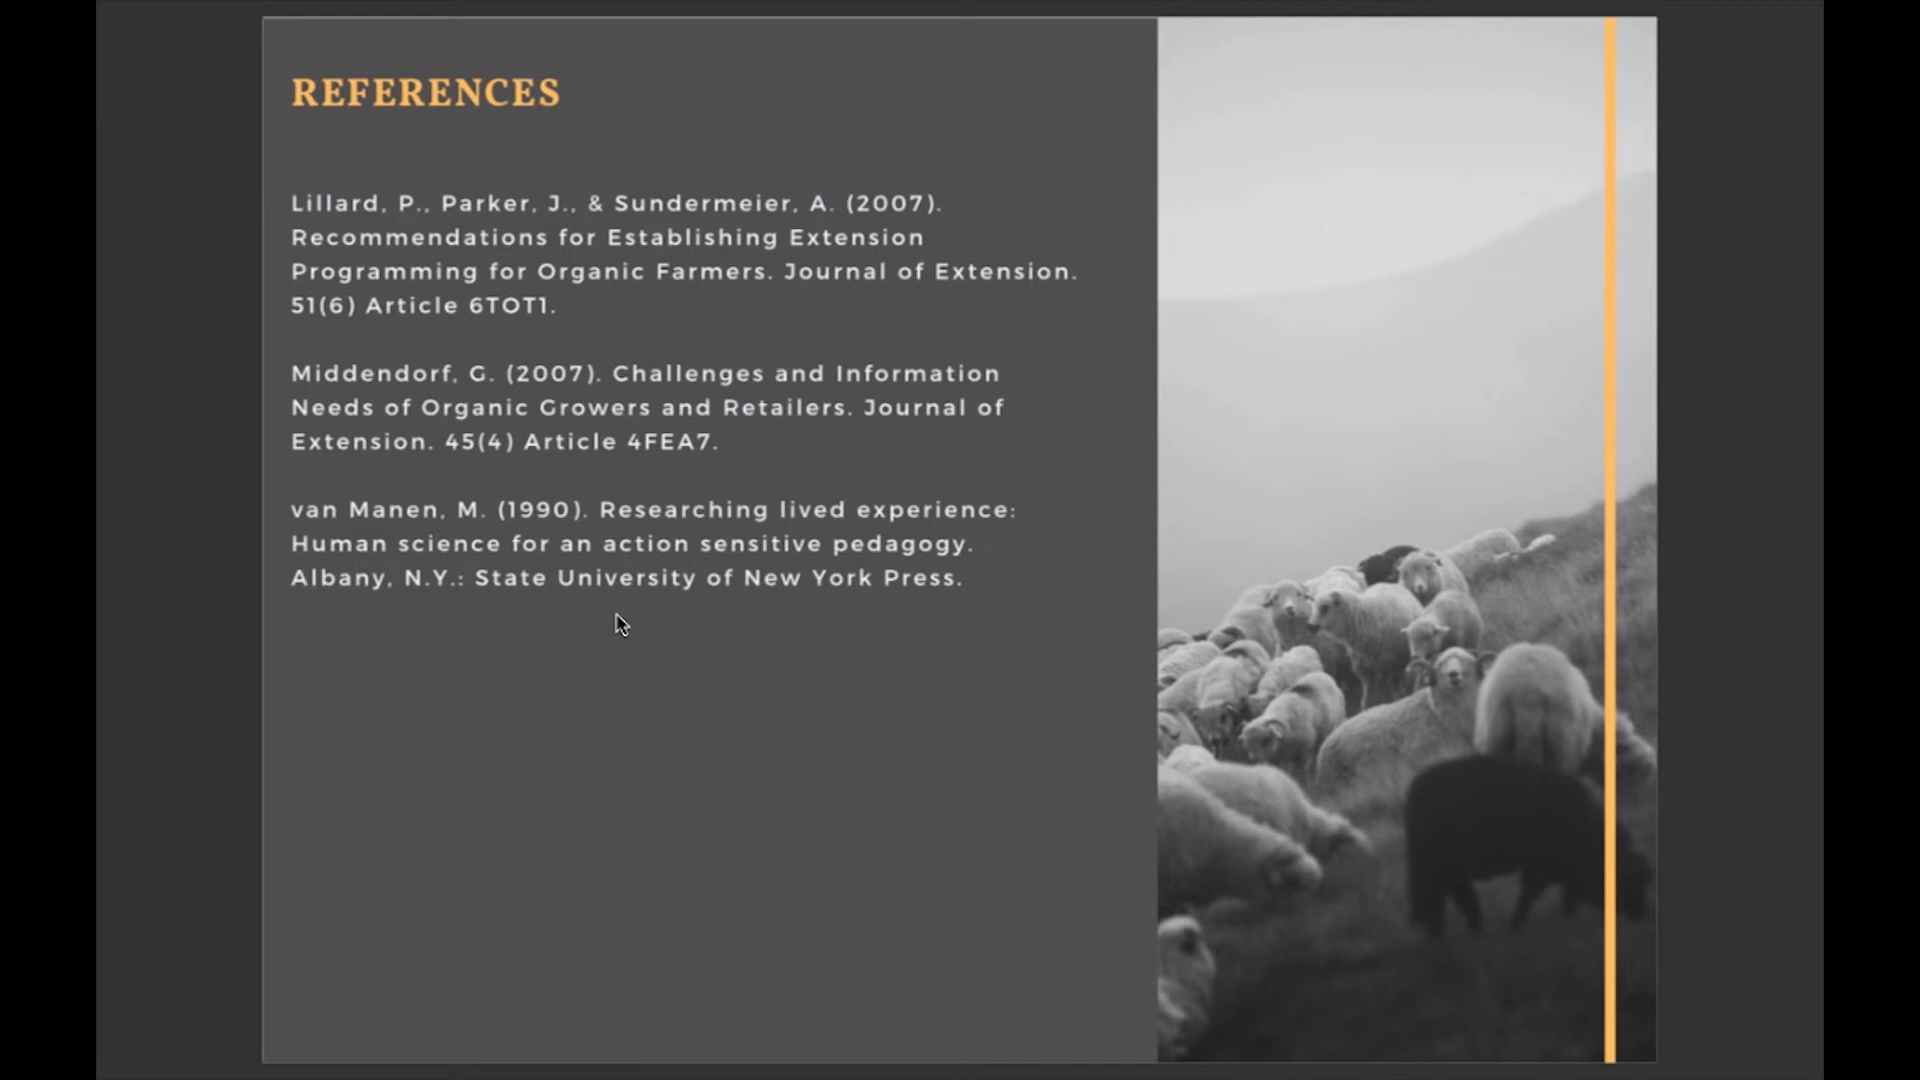 REFERENCES
Lillard, P., Parker, J., & Sundermeier, A. (2007).
Recommendations for Establishing Extension
Programming for Organic Farmers. Journal of Extension.
51(6) Article 6TOT1.
Middendorf, G. (2007). Challenges and Information
Needs of Organic Growers and Retailers. Journal of
Extension. 45(4) Article 4FEA7.
van Manen, M. (1990). Researching lived experience:
Human science for an action sensitive pedagogy.
Albany, N.Y.: State University of New York Press.